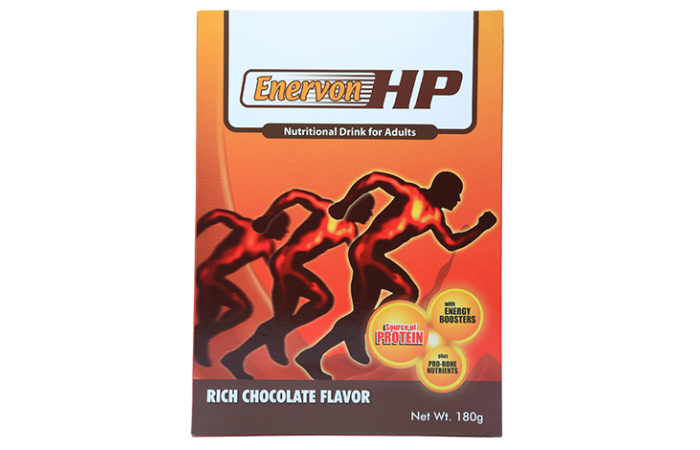 Enervon HP
Nutritional Drink for Adults
with
ENERGY
BOOSTERS
Source of
PROTEIN
plus
PRO-BONE
NUTRIENTS
RICH CHOCOLATE FLAVOR
Net Wt. 180g